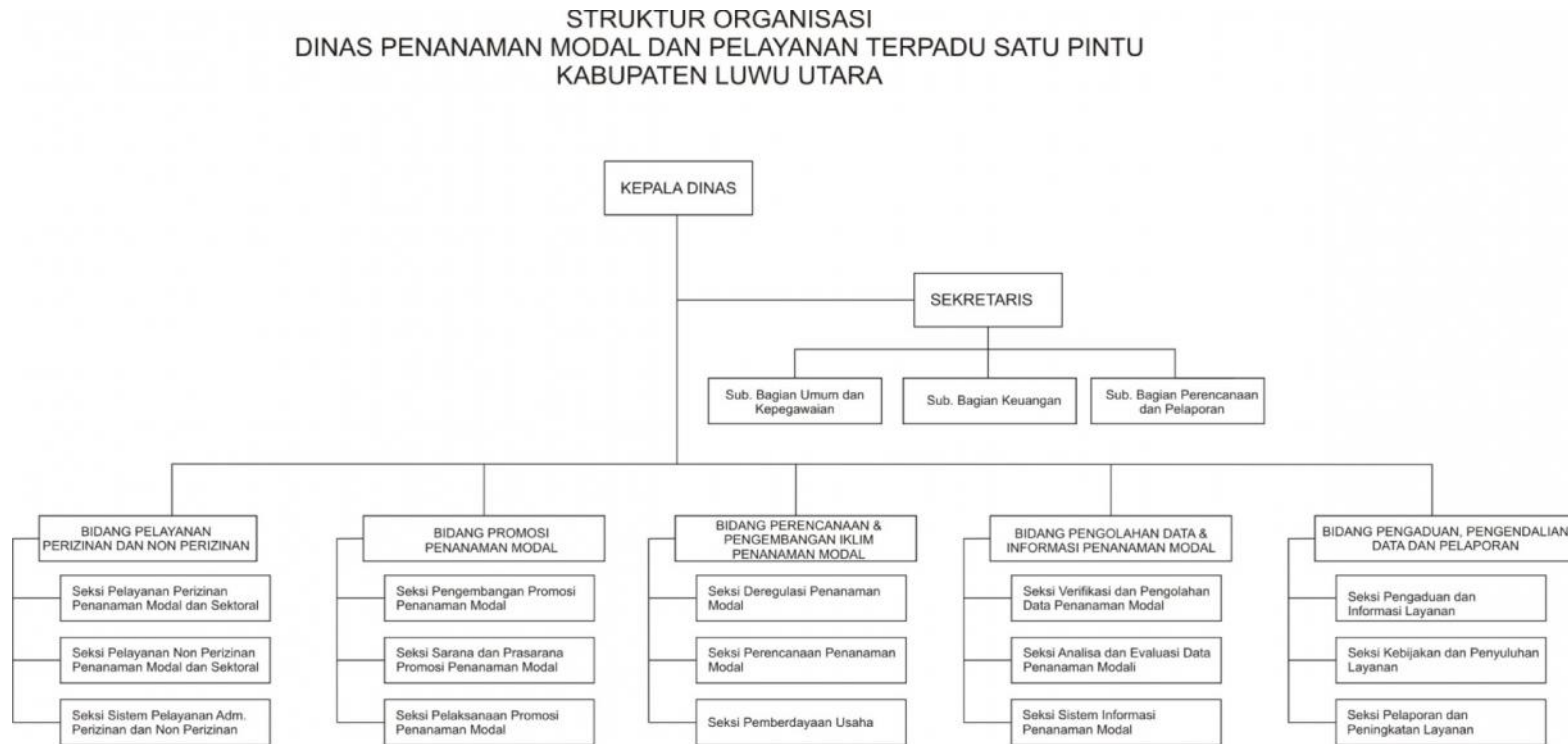 STRUKTUR ORGANISASI
DINAS PENANAMAN MODAL DAN PELAYANAN TERPADU SATU PINTU
KABUPATEN LUWU UTARA
KEPALA DINAS
SEKRETARIS
Sub. Bagian Umum dan
Kepegawaian
Sub. Bagian Keuangan
Sub. Bagian Perencanaan
dan Pelaporan
BIDANG PELAYANAN
PERIZINAN DAN NON PERIZINAN
Seksi Pelayanan Perizinan
Penanaman Modal dan Sektoral
Seksi Pelayanan Non Perizinan
Penanaman Modal dan Sektoral
Seksi Sistem Pelayanan Adm.
Perizinan dan Non Perizinan
BIDANG PROMOSI
PENANAMAN MODAL
Seksi Pengembangan Promosi
Penanaman Modal
Seksi Sarana dan Prasarana
Promosi Penanaman Modal
Seksi Pelaksanaan Promosi
Penanaman Modal
BIDANG PERENCANAAN &
PENGEMBANGAN IKLIM
PENANAMAN MODAL
Seksi Deregulasi Penanaman
Modal
Seksi Perencanaan Penanaman
Modal
Seksi Pemberdayaan Usaha
BIDANG PENGOLAHAN DATA &
INFORMASI PENANAMAN MODAL
Seksi Verifikasi dan Pengolahan
Data Penanaman Modal
Seksi Analisa dan Evaluasi Data
Penanaman Modali
Seksi Sistem Informasi
Penanaman Modal
BIDANG PENGADUAN, PENGENDALIAN
DATA DAN PELAPORAN
Seksi Pengaduan dan
Informasi Layanan
Seksi Kebijakan dan Penyuluhan
Layanan
Seksi Pelaporan dan
Peningkatan Layanan